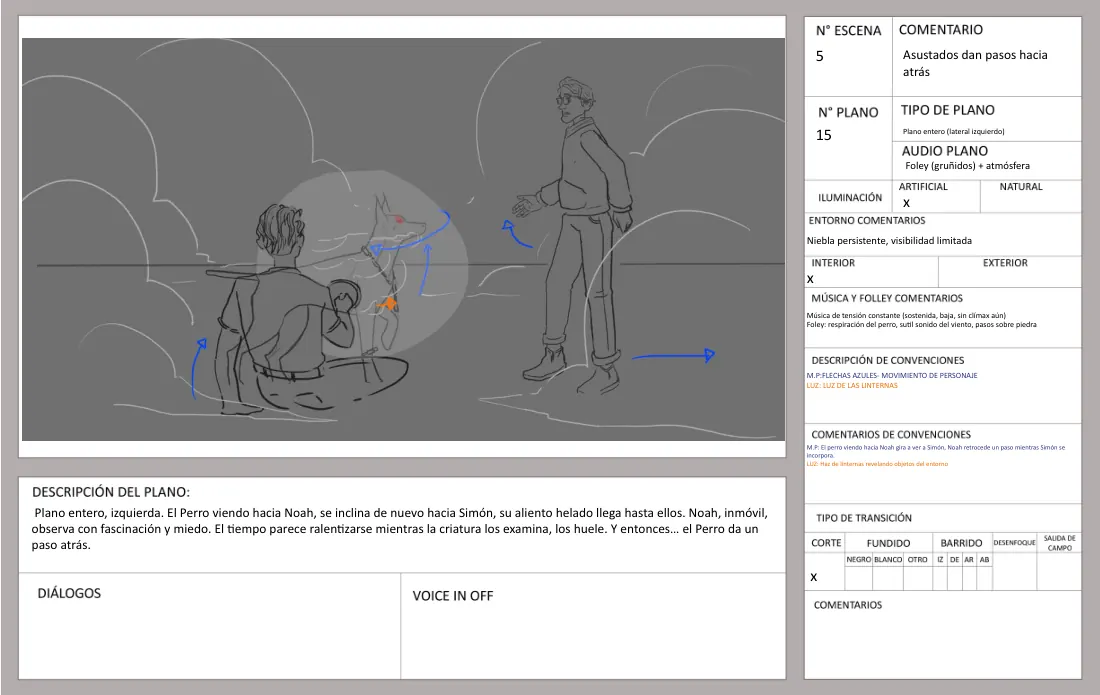 N° ESCENA
5
COMENTARIO
Asustados dan pasos hacia
atrás
N° PLANO
15
TIPO DE PLANO
Plano entero (lateral izquierdo)
AUDIO PLANO
Foley (gruñidos) + atmósfera
ILUMINACIÓN
ARTIFICIAL
X
NATURAL
ENTORNO COMENTARIOS
Niebla persistente, visibilidad limitada
INTERIOR
X
EXTERIOR
MÚSICA Y FOLLEY COMENTARIOS
Música de tensión constante (sostenida, baja, sin clímax aún)
Foley: respiración del perro, sutil sonido del viento, pasos sobre piedra
DESCRIPCIÓN DE CONVENCIONES
M.P:FLECHAS AZULES- MOVIMIENTO DE PERSONAJE
LUZ: LUZ DE LAS LINTERNAS
COMENTARIOS DE CONVENCIONES
M.P: El perro viendo hacia Noah gira a ver a Simón, Noah retrocede un paso mientras Simón se
incorpora.
LUZ: Haz de linternas revelando objetos del entorno
TIPO DE TRANSICIÓN
CORTE
X
FUNDIDO
NEGRO BLANCO OTRO
BARRIDO
IZ DE AR AB
DESENFOQUE
SALIDA DE
CAMPO
COMENTARIOS
DESCRIPCIÓN DEL PLANO:
Plano entero, izquierda. El Perro viendo hacia Noah, se inclina de nuevo hacia Simón, su aliento helado llega hasta ellos. Noah, inmóvil,
observa con fascinación y miedo. El tiempo parece ralentizarse mientras la criatura los examina, los huele. Y entonces… el Perro da un
paso atrás.
DIÁLOGOS
VOICE IN OFF